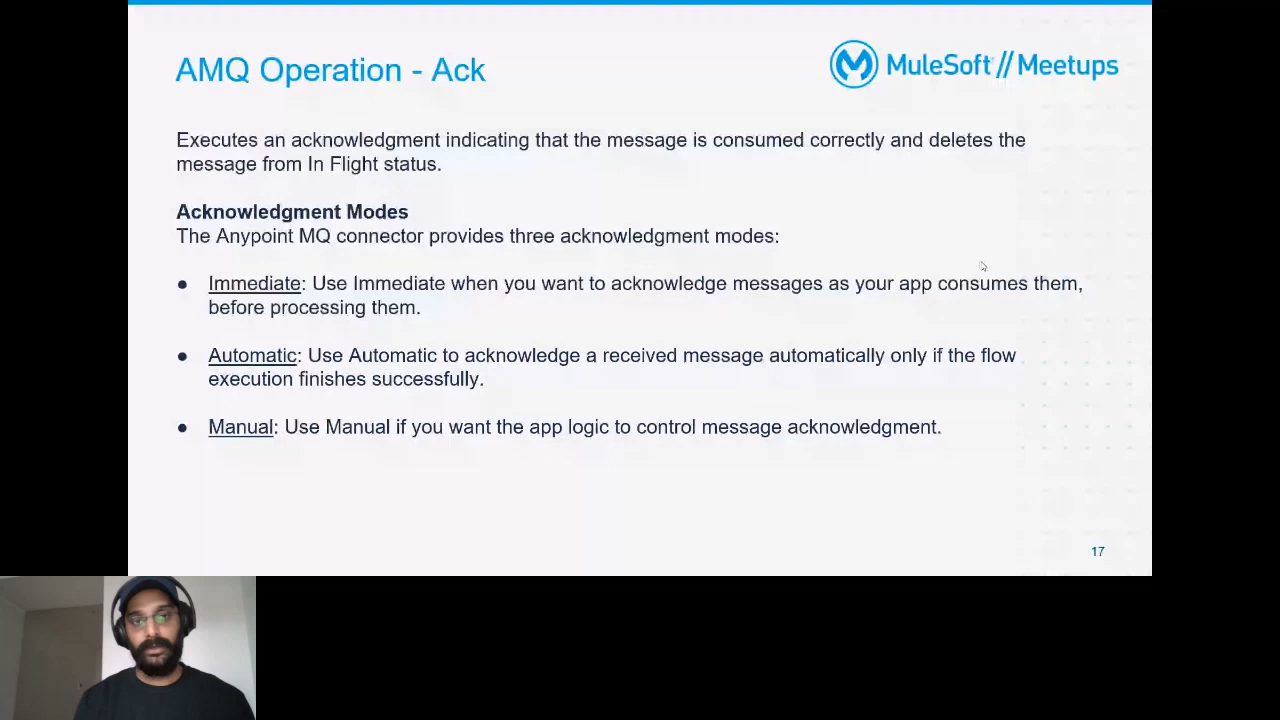 AMQ Operation - Ack
MuleSoft // Meetups
Executes an acknowledgment indicating that the message is consumed correctly and deletes the
message from In Flight status.
Acknowledgment Modes
The Anypoint MQ connector provides three acknowledgment modes:
● Immediate: Use Immediate when you want to acknowledge messages as your app consumes them,
before processing them.
● Automatic: Use Automatic to acknowledge a received message automatically only if the flow
execution finishes successfully.
● Manual: Use Manual if you want the app logic to control message acknowledgment.
17